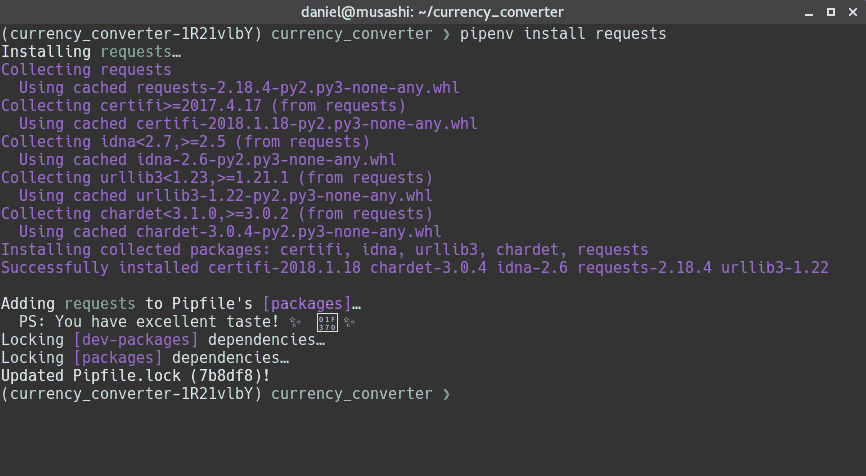 daniel@musashi: ~/currency_converter
(currency_converter-1R21vlbY) currency_converter ❯ pipenv install requests
Installing requests…
Collecting requests
  Using cached requests-2.18.4-py2.py3-none-any.whl
Collecting certifi>=2017.4.17 (from requests)
  Using cached certifi-2018.1.18-py2.py3-none-any.whl
Collecting idna<2.7,>=2.5 (from requests)
  Using cached idna-2.6-py2.py3-none-any.whl
Collecting urllib3<1.23,>=1.21.1 (from requests)
  Using cached urllib3-1.22-py2.py3-none-any.whl
Collecting chardet<3.1.0,>=3.0.2 (from requests)
  Using cached chardet-3.0.4-py2.py3-none-any.whl
Installing collected packages: certifi, idna, urllib3, chardet, requests
Successfully installed certifi-2018.1.18 chardet-3.0.4 idna-2.6 requests-2.18.4 urllib3-1.22

Adding requests to Pipfile's [packages]…
  PS: You have excellent taste! ✨ 🍰 ✨
Locking [dev-packages] dependencies…
Locking [packages] dependencies…
Updated Pipfile.lock (7b8df8)!
(currency_converter-1R21vlbY) currency_converter ❯